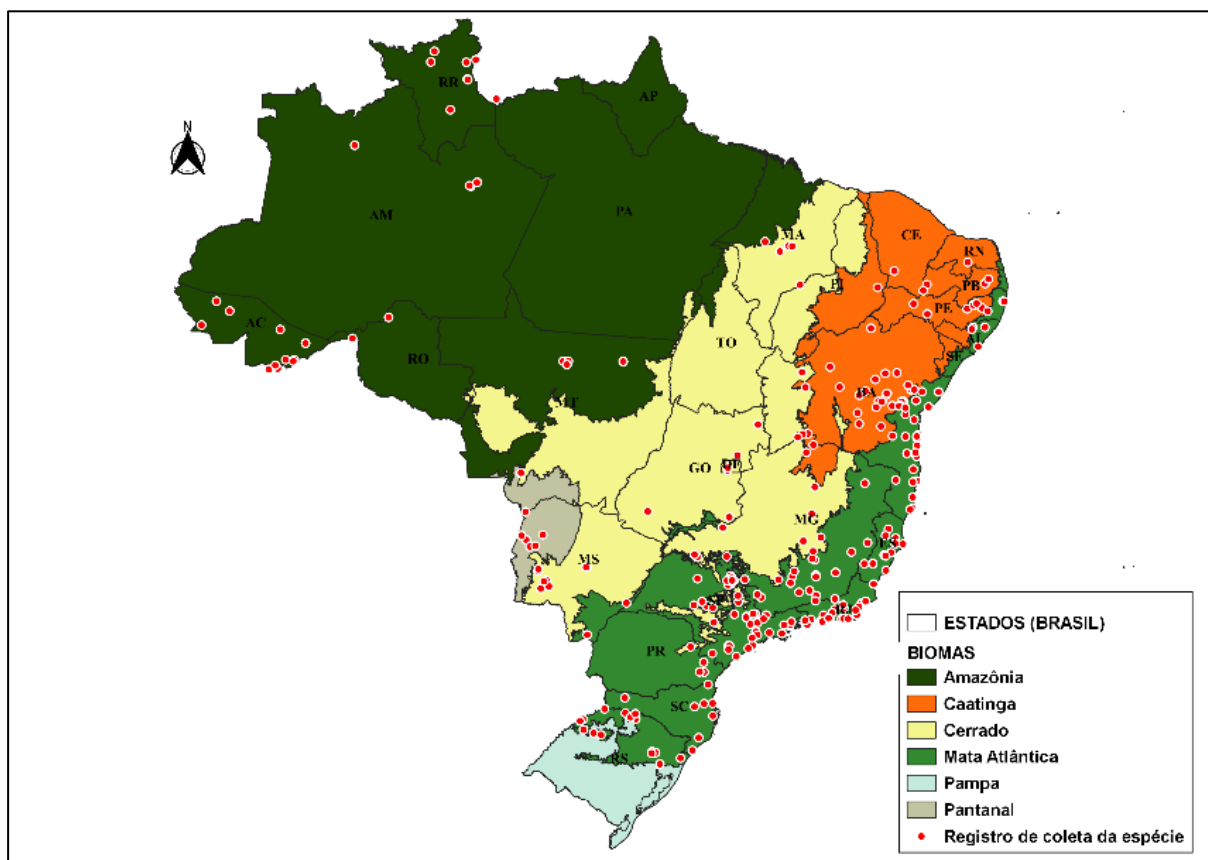 N
RR
AP
AM
PA
MA
CE
RN
PI
PB
PE
AC
AL
SE
TO
RO
BA
MT
DF
GO
MG
ES
MS
SP
RJ
PR
SC
RS
ESTADOS (BRASIL)
BIOMAS
Amazônia
Caatinga
Cerrado
Mata Atlântica
Pampa
Pantanal
Registro de coleta da espécie